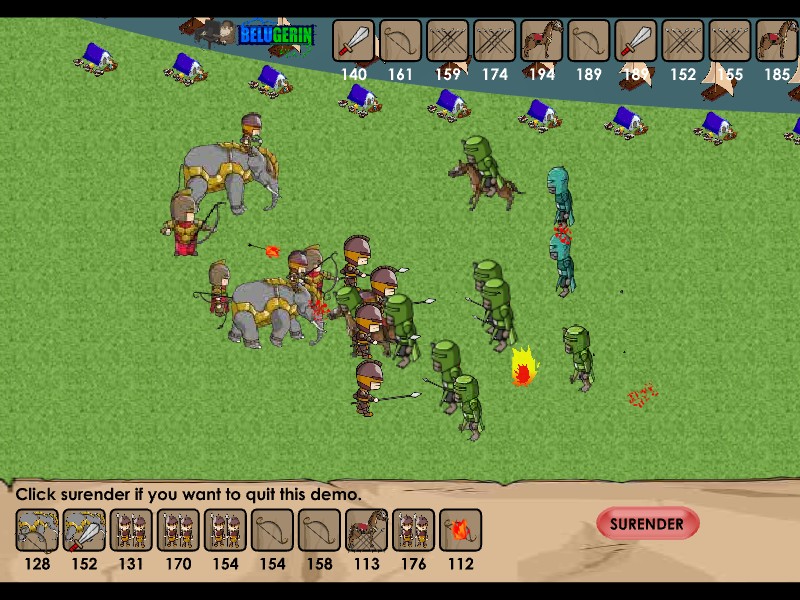 BELUGERIN
140 161 159 174 194 189 189 152 155 185
Click surender if you want to quit this demo.
SURENDER
128 152 131 170 154 154 158 113 176 112